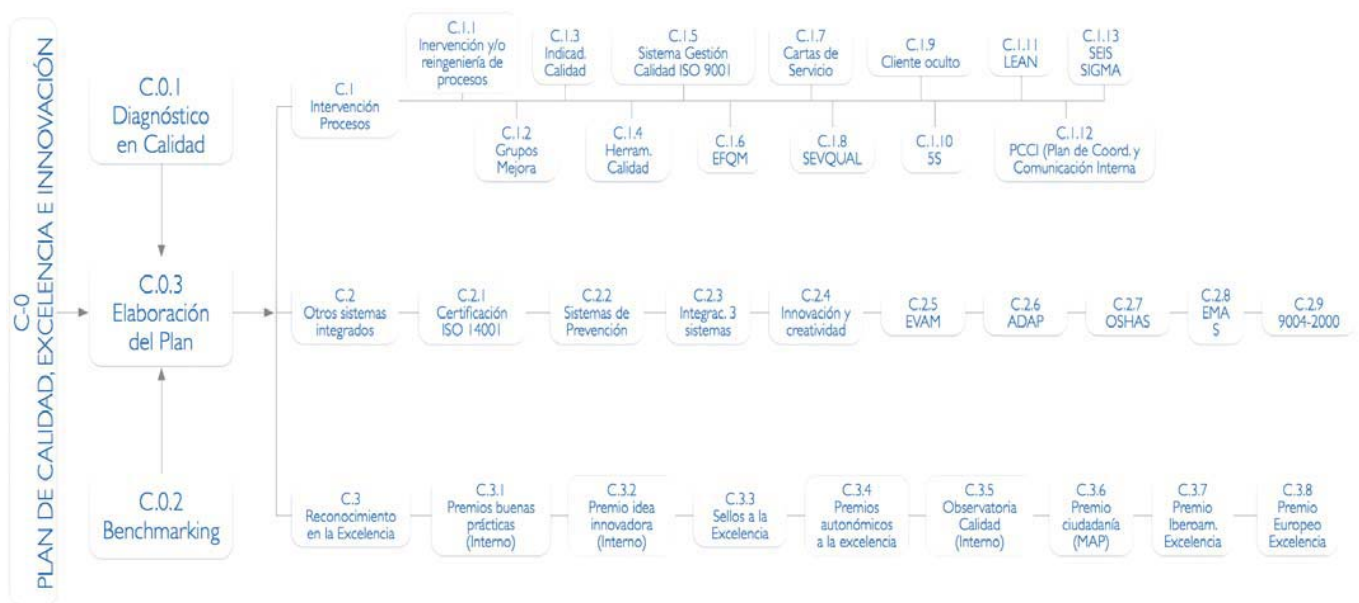 C-0
PLAN DE CALIDAD, EXCELENCIA E INNOVACIÓN
C.0.1
Diagnóstico
en Calidad
C.0.3
Elaboración
del Plan
C.0.2
Benchmarking
C.1
Intervención
Procesos
C.1.1
Inervención y/o
reingeniería de
procesos
C.1.2
Grupos
Mejora
C.1.3
Indicad.
Calidad
C.1.4
Herram.
Calidad
C.1.5
Sistema Gestión
Calidad ISO 9001
C.1.6
EFQM
C.1.7
Cartas de
Servicio
C.1.8
SEVQUAL
C.1.9
Cliente oculto
C.1.10
5S
C.1.11
LEAN
C.1.12
PCCI (Plan de Coord. y
Comunicación Interna
C.1.13
SEIS
SIGMA
C.2
Otros sistemas
integrados
C.2.1
Certificación
ISO 14001
C.2.2
Sistemas de
Prevención
C.2.3
Integrac. 3
sistemas
C.2.4
Innovación y
creatividad
C.2.5
EVAM
C.2.6
ADAP
C.2.7
OSHAS
C.2.8
EMA
S
C.2.9
9004-2000
C.3
Reconocimiento
en la Excelencia
C.3.1
Premios buenas
prácticas
(Interno)
C.3.2
Premio idea
innovadora
(Interno)
C.3.3
Sellos a la
Excelencia
C.3.4
Premios
autonómicos
a la excelencia
C.3.5
Observatoria
Calidad
(Interno)
C.3.6
Premio
ciudadanía
(MAP)
C.3.7
Premio
Iberoam.
Excelencia
C.3.8
Premio
Europeo
Excelencia